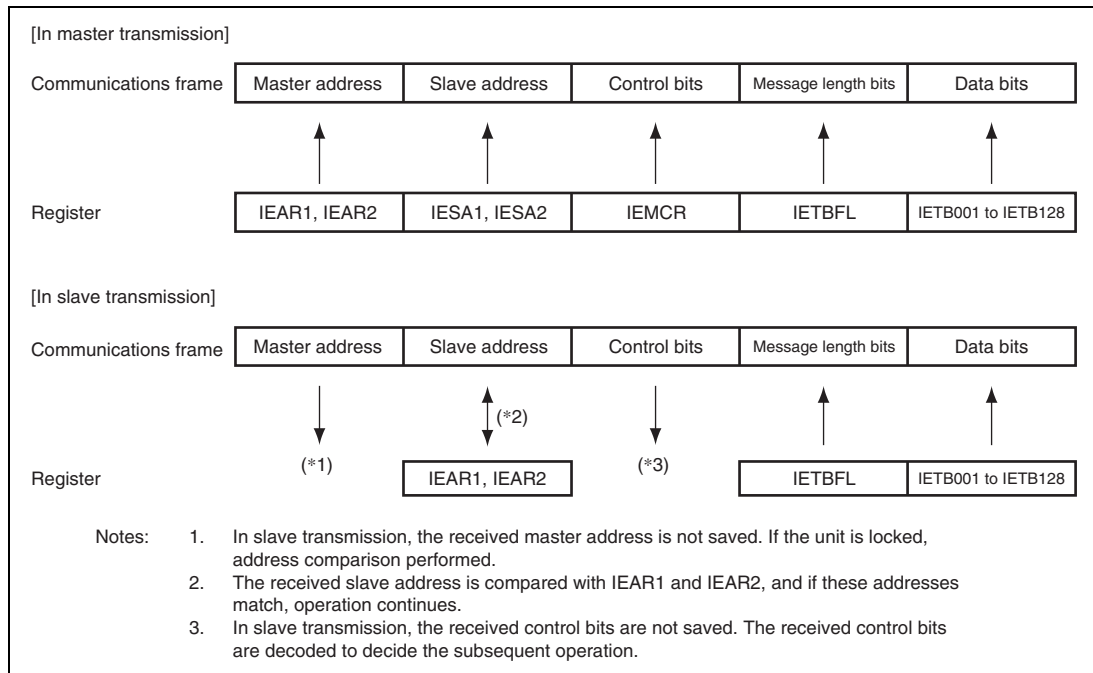 [In master transmission]
Communications frame Master address Slave address Control bits Message length bits Data bits
Register IEAR1, IEAR2 IESA1, IESA2 IEMCR IETBFL IETB001 to IETB128
[In slave transmission]
Communications frame Master address Slave address Control bits Message length bits Data bits
(*2)
Register (*1) IEAR1, IEAR2 (*3) IETBFL IETB001 to IETB128
Notes: 1. In slave transmission, the received master address is not saved. If the unit is locked,
address comparison performed.
2. The received slave address is compared with IEAR1 and IEAR2, and if these addresses
match, operation continues.
3. In slave transmission, the received control bits are not saved. The received control bits
are decoded to decide the subsequent operation.